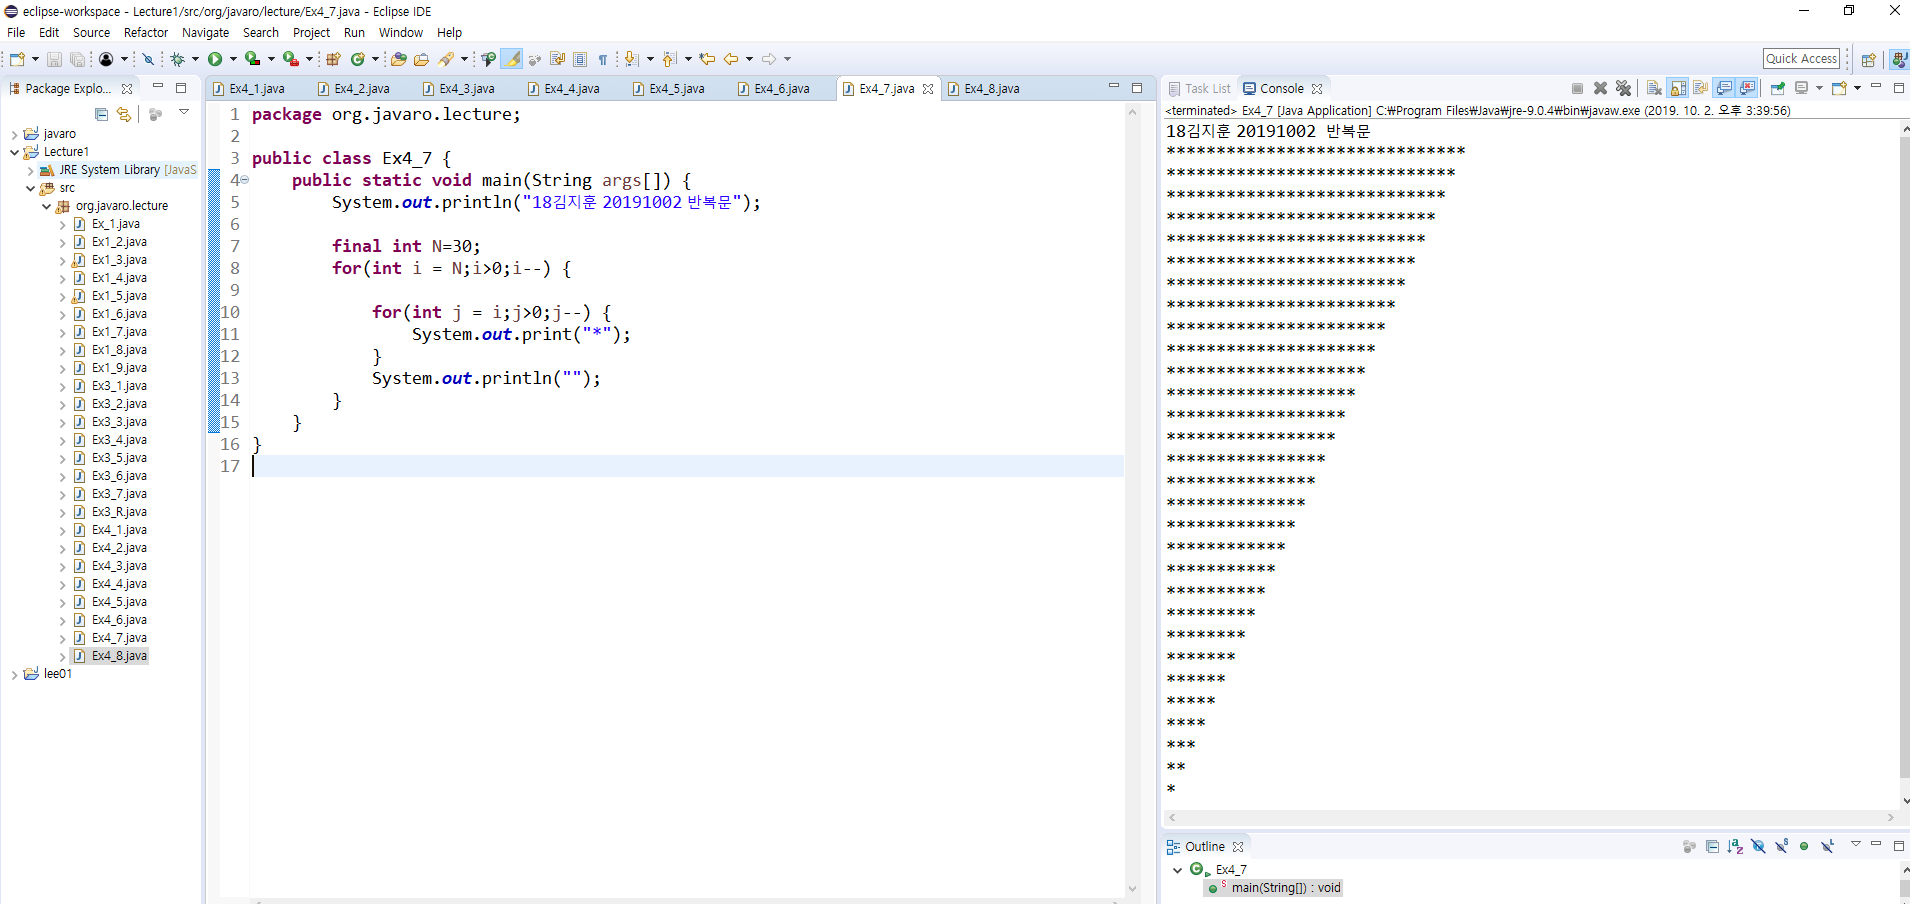 eclipse-workspace - Lecture1/src/org/javaro/lecture/Ex4_7.java - Eclipse IDE
File Edit Source Refactor Navigate Search Project Run Window Help
Quick Access
Package Explo...
javaro
Lecture1
JRE System Library [JavaS
src
org.javaro.lecture
Ex_1.java
Ex1_2.java
Ex1_3.java
Ex1_4.java
Ex1_5.java
Ex1_6.java
Ex1_7.java
Ex1_8.java
Ex1_9.java
Ex3_1.java
Ex3_2.java
Ex3_3.java
Ex3_4.java
Ex3_5.java
Ex3_6.java
Ex3_7.java
Ex3_R.java
Ex4_1.java
Ex4_2.java
Ex4_3.java
Ex4_4.java
Ex4_5.java
Ex4_6.java
Ex4_7.java
Ex4_8.java
lee01
Ex4_1.java Ex4_2.java Ex4_3.java Ex4_4.java Ex4_5.java Ex4_6.java Ex4_7.java Ex4_8.java
1 package org.javaro.lecture;
2
3 public class Ex4_7 {
4 public static void main(String args[]) {
5 System.out.println("18김지훈 20191002 반복문");
6
7 final int N=30;
8 for(int i = N;i>0;i--) {
9
10 for(int j = i;j>0;j--) {
11 System.out.print("*");
12 }
13 System.out.println("");
14 }
15 }
16 }
17
Task List Console
<terminated> Ex4_7 [Java Application] C:₩Program Files₩Java₩jre-9.0.4₩bin₩javaw.exe (2019. 10. 2. 오후 3:39:56)
18김지훈 20191002 반복문
******************************
*****************************
****************************
***************************
**************************
*************************
************************
***********************
**********************
*********************
********************
*******************
******************
*****************
****************
***************
**************
*************
************
***********
**********
*********
********
*******
******
*****
****
***
**
*
Outline
Ex4_7
main(String[]) : void